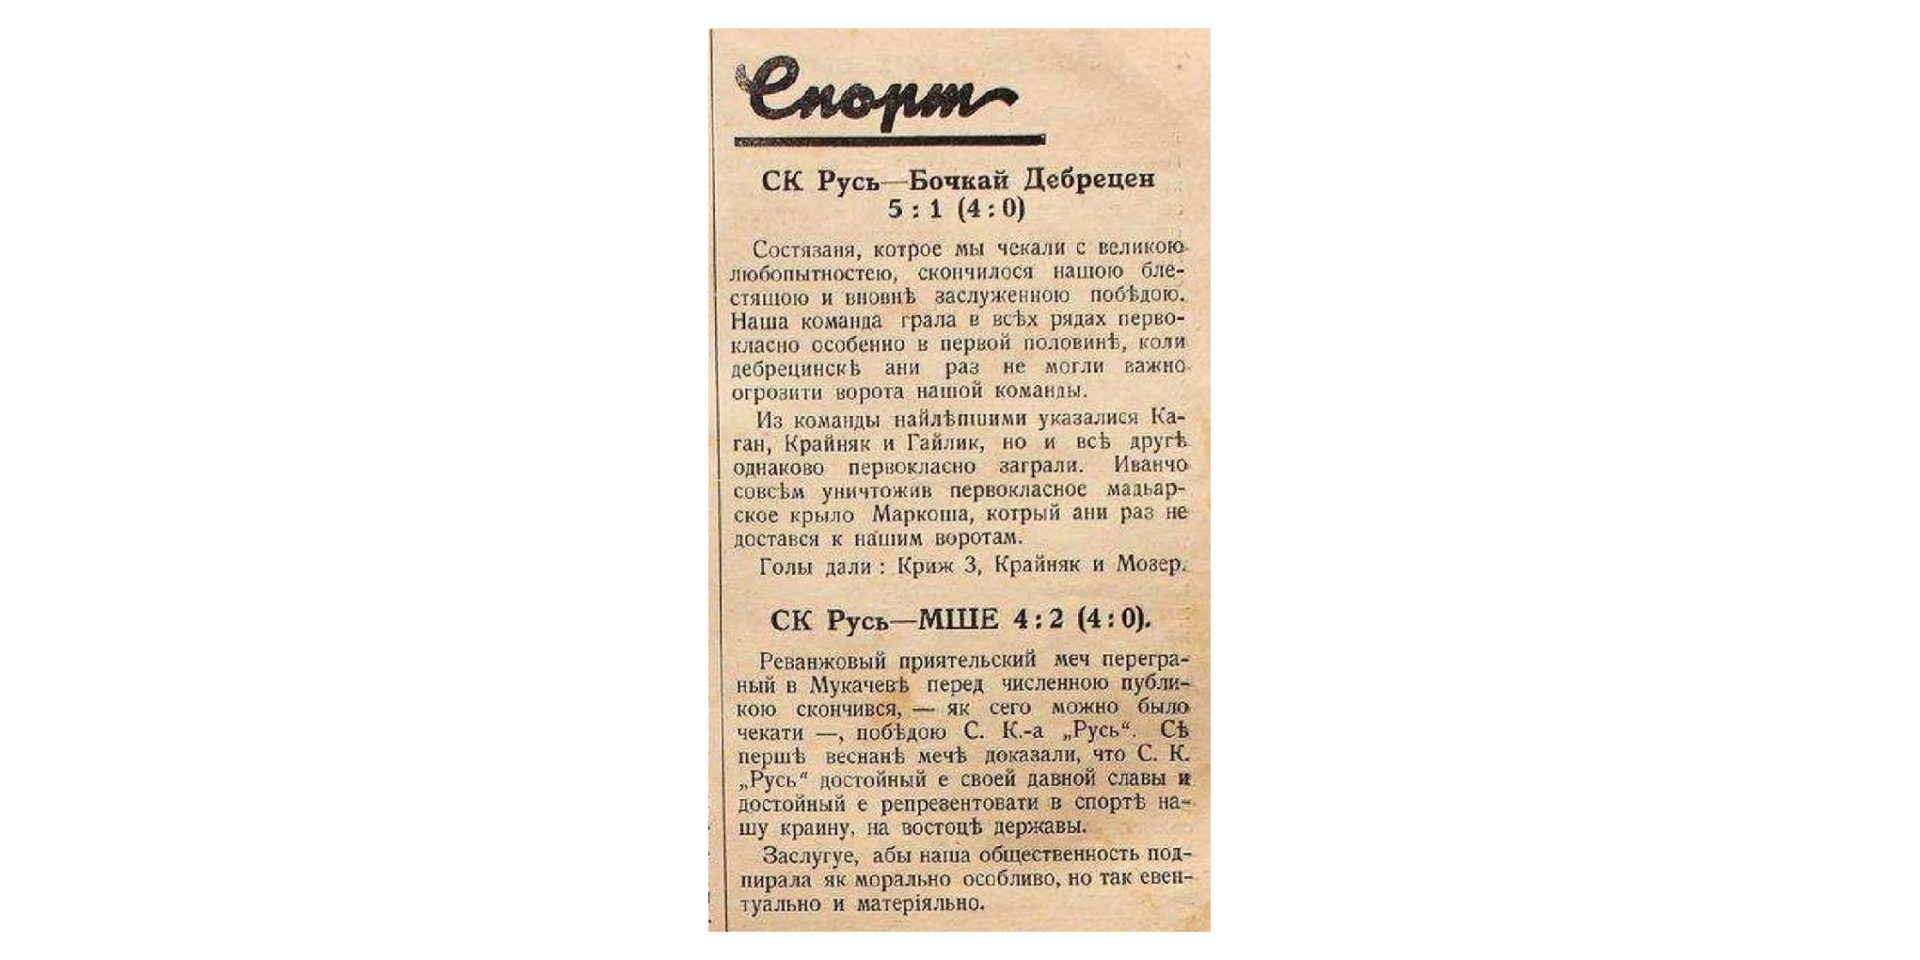 Спорт
СК Русь—Бочкай Дебрецен
5 : 1 (4 : 0)
Состязаня, котрое мы чекали с великою
любопытностею, скончилося нашою бле-
стящою и вновнѣ заслуженною побѣдою.
Наша команда грала в всѣх рядах перво-
класно особенно в первой половинѣ, коли
дебрецинскѣ ани раз не могли важно
огрозити ворота нашой команды.
Из команды найлѣпшими указалися Ка-
ган, Крайняк и Гайлик, но и всѣ другѣ
однаково первокласно заграли. Иванчо
совсѣм уничтожив первокласное мадьар-
ское крыло Маркоша, котрый ани раз не
достався к нашим воротам.
Голы дали : Криж 3, Крайняк и Мозер.
СК Русь—МШЕ 4 : 2 (4 : 0).
Реванжовый приятельский меч перегра-
ный в Мукачевѣ перед численною публи-
кою скончився, — як сего можно было
чекати —, побѣдою С. К.-а „Русь“. Сѣ
першѣ веснанѣ мечѣ доказали, что С. К.
„Русь“ достойный е своей давной славы и
достойный е репрезентовати в спортѣ на-
шу краину, на востоцѣ державы.
Заслугуе, абы наша общественность под-
пирала як морально особливо, но так евен-
туально и матеріяльно.